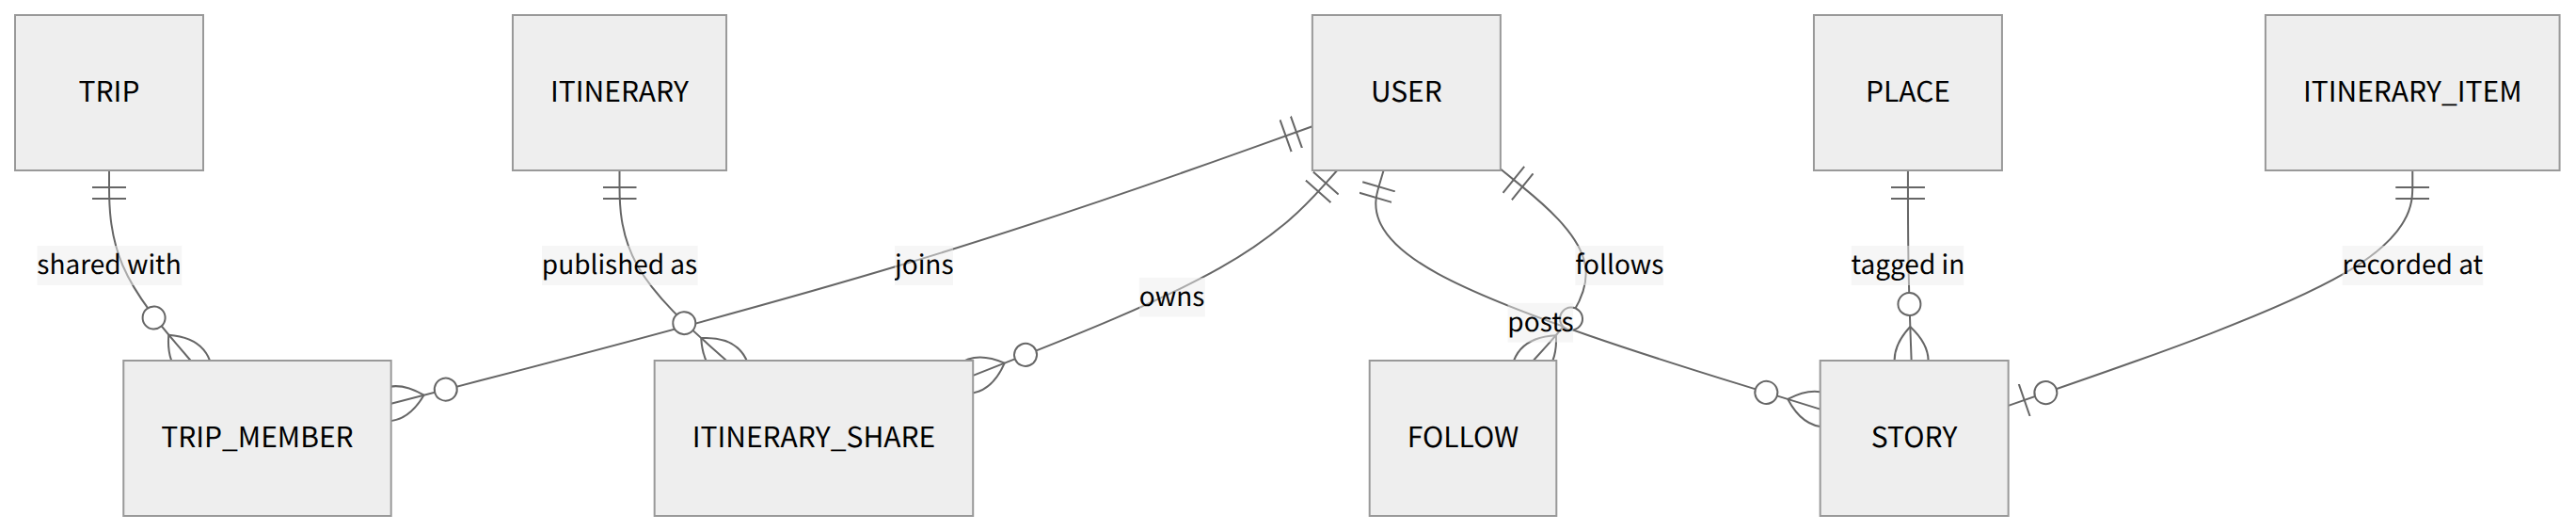 TRIP
ITINERARY
USER
PLACE
ITINERARY_ITEM
shared with
published as
joins
owns
follows
posts
tagged in
recorded at
TRIP_MEMBER
ITINERARY_SHARE
FOLLOW
STORY